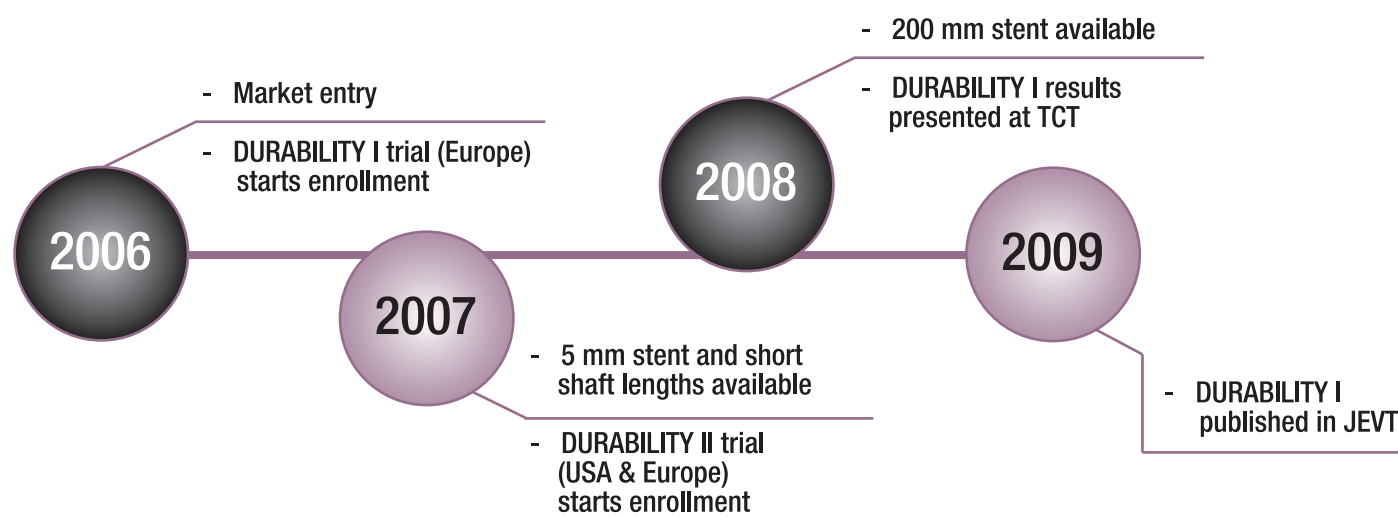 2006
- Market entry
- DURABILITY I trial (Europe)
starts enrollment
2007
- 5 mm stent and short
shaft lengths available
- DURABILITY II trial
(USA & Europe)
starts enrollment
2008
- 200 mm stent available
- DURABILITY I results
presented at TCT
2009
- DURABILITY I
published in JEVT